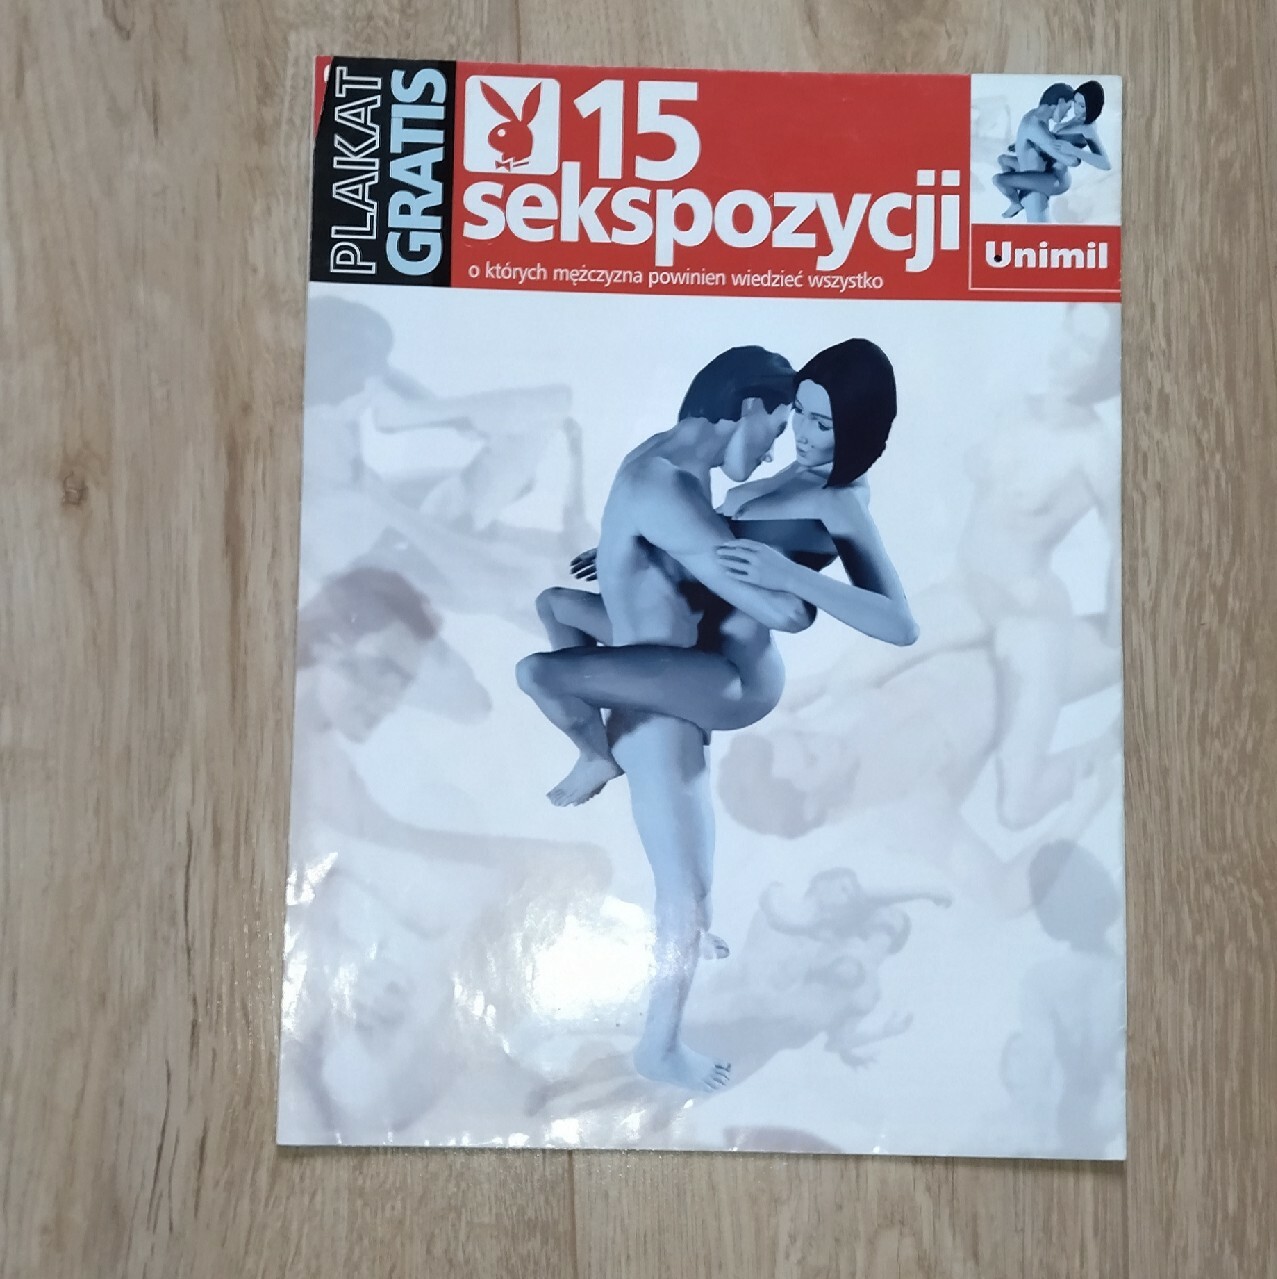 PLAKAT
GRATIS
15
sekspozycji
o których mężczyzna powinien wiedzieć wszystko
Unimil